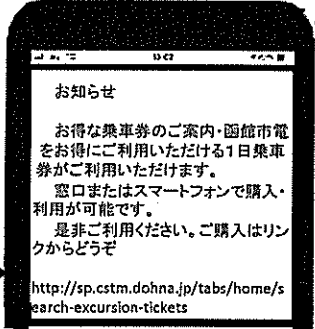 お知らせ
お得な乗車券のご案内・函館市電
をお得にご利用いただける1日乗車
券がご利用いただけます。
窓口またはスマートフォンで購入・
利用が可能です。
是非ご利用ください。ご購入はリン
クからどうぞ
http://sp.cstm.dohna.jp/tabs/home/s
earch-excursion-tickets